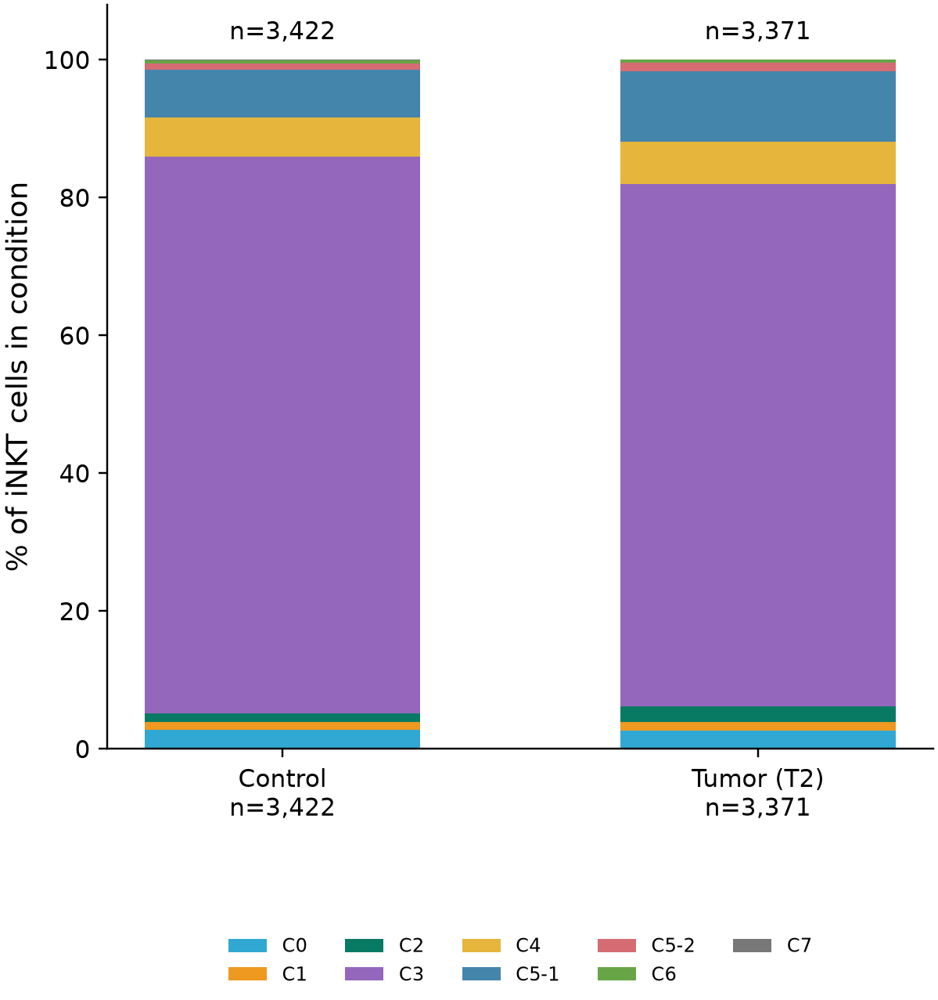 n=3,422
n=3,371
100
80
60
40
20
0
% of iNKT cells in condition
Control
n=3,422
Tumor (T2)
n=3,371
C0
C1
C2
C3
C4
C5-1
C5-2
C6
C7